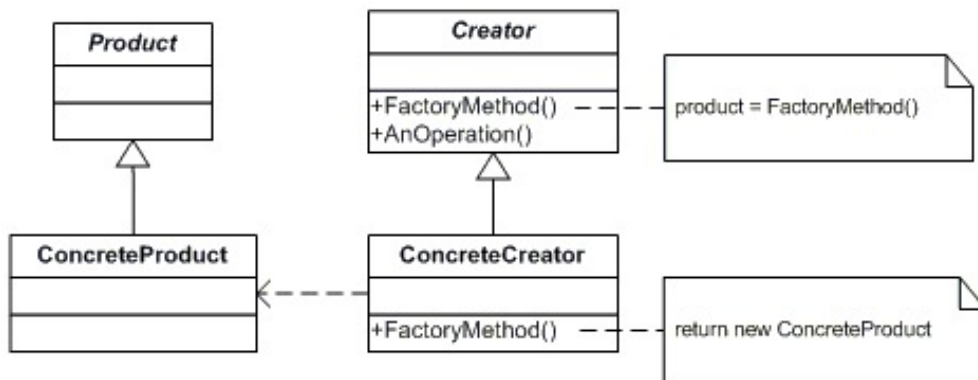 Product
Creator
+FactoryMethod()
+AnOperation()
product = FactoryMethod()
ConcreteProduct
ConcreteCreator
+FactoryMethod()
return new ConcreteProduct